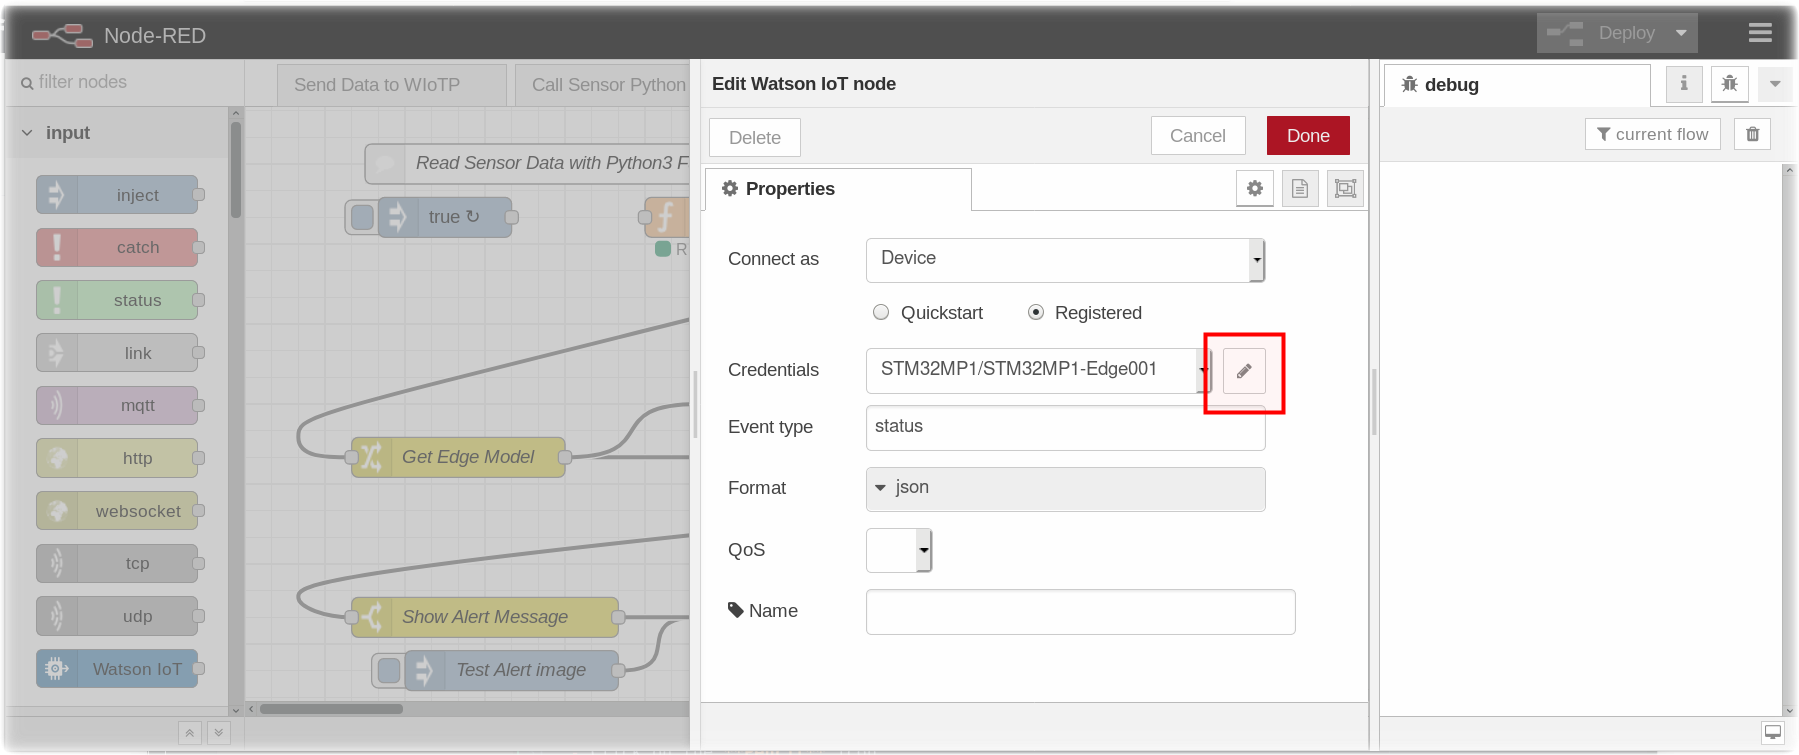 Node-RED
Deploy
filter nodes
Send Data to WIoTP
Call Sensor Python
Edit Watson IoT node
debug
input
Delete
Cancel
Done
current flow
Read Sensor Data with Python3 F
Properties
inject
true ↻
catch
R
status
link
mqtt
http
websocket
tcp
udp
Watson IoT
Get Edge Model
Show Alert Message
Test Alert image
Connect as
Device
Quickstart
Registered
Credentials
STM32MP1/STM32MP1-Edge001
Event type
status
Format
json
QoS
Name